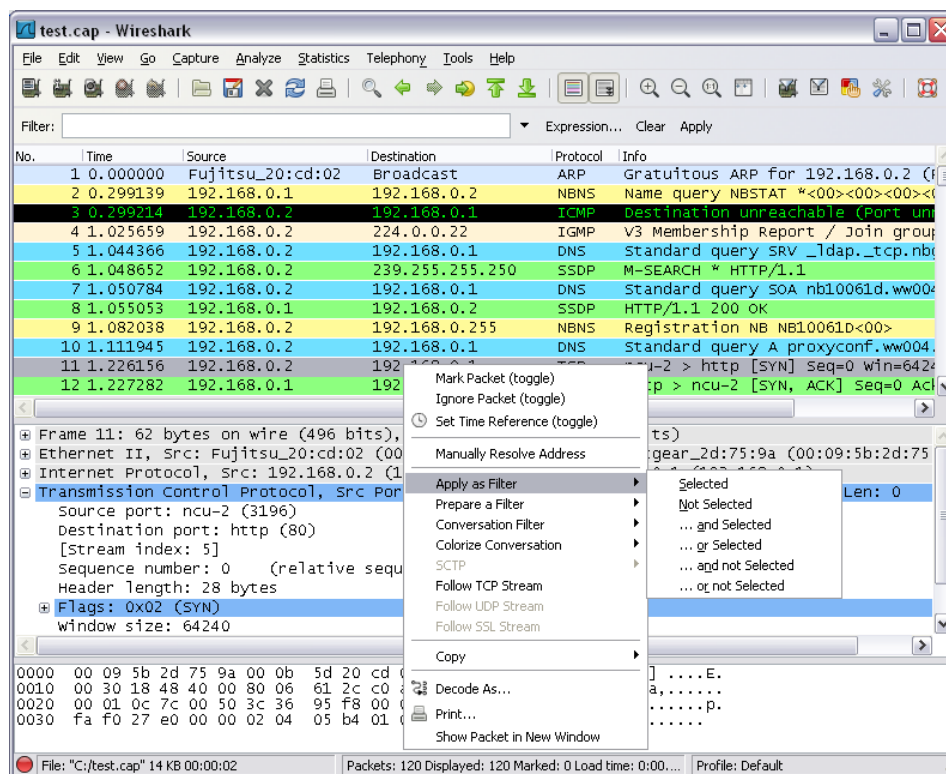 test.cap - Wireshark
File Edit View Go Capture Analyze Statistics Telephony Tools Help
Filter: Expression... Clear Apply
No. Time Source Destination Protocol Info
1 0.000000 Fujitsu_20:cd:02 Broadcast ARP Gratuitous ARP for 192.168.0.2
2 0.299139 192.168.0.1 192.168.0.2 NBNS Name query NBSTAT *<00><00><00>
3 0.299214 192.168.0.2 192.168.0.1 ICMP Destination unreachable (Port
4 1.025659 192.168.0.2 224.0.0.22 IGMP V3 Membership Report / Join
5 1.044366 192.168.0.2 192.168.0.1 DNS Standard query SRV _ldap._tcp.
6 1.048652 192.168.0.2 239.255.255.250 SSDP M-SEARCH * HTTP/1.1
7 1.050784 192.168.0.2 192.168.0.1 DNS Standard query SOA nb10061d.ww004
8 1.055053 192.168.0.1 192.168.0.2 SSDP HTTP/1.1 200 OK
9 1.082038 192.168.0.2 192.168.0.255 NBNS Registration NB NB10061D<00>
10 1.111945 192.168.0.2 192.168.0.1 DNS Standard query A proxyconf.ww004.
11 1.226156 192.168.0.2 > http [SYN] Seq=0 Win=
12 1.227282 192.168.0.1 192 > ncu-2 [SYN, ACK] Seq=0
Mark Packet (toggle)
Ignore Packet (toggle)
Set Time Reference (toggle)
Manually Resolve Address
Apply as Filter
Prepare a Filter
Conversation Filter
Colorize Conversation
SCTP
Follow TCP Stream
Follow UDP Stream
Follow SSL Stream
Copy
Decode As...
Print...
Show Packet in New Window
Selected
Not Selected
... and Selected
... or Selected
... and not Selected
... or not Selected
Frame 11: 62 bytes on wire (496 bits), ts)
Ethernet II, Src: Fujitsu_20:cd:02 (00 gear_2d:75:9a (00:09:5b:2d:75
Internet Protocol, Src: 192.168.0.2
Transmission Control Protocol, Src Por Len: 0
Source port: ncu-2 (3196)
Destination port: http (80)
[Stream index: 5]
Sequence number: 0 (relative sequ
Header length: 28 bytes
Flags: 0x02 (SYN)
Window size: 64240
0000 00 09 5b 2d 75 9a 00 0b 5d 20 cd ] ....E.
0010 00 30 18 48 40 00 80 06 61 2c c0 a,......
0020 00 01 0c 7c 00 50 3c 36 95 f8 00 ......p.
0030 fa f0 27 e0 00 00 02 04 05 b4 01 ......
File: "C:/test.cap" 14 KB 00:00:02 Packets: 120 Displayed: 120 Marked: 0 Load time: 0:00.... Profile: Default